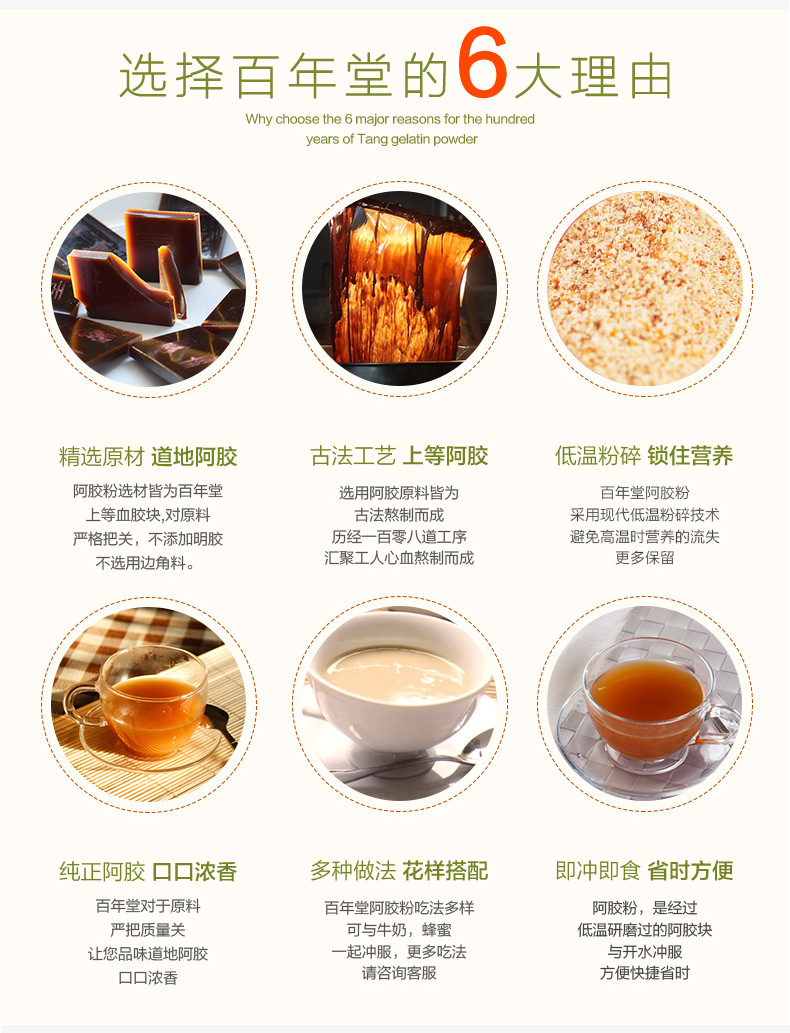 选择百年堂的6大理由
Why choose the 6 major reasons for the hundred
years of Tang gelatin powder
精选原材 道地阿胶
阿胶粉选材皆为百年堂
上等血胶块,对原料
严格把关，不添加明胶
不选用边角料。
古法工艺 上等阿胶
选用阿胶原料皆为
古法熬制而成
历经一百零八道工序
汇聚工人心血熬制而成
低温粉碎 锁住营养
百年堂阿胶粉
采用现代低温粉碎技术
避免高温时营养的流失
更多保留
纯正阿胶 口口浓香
百年堂对于原料
严把质量关
让您品味道地阿胶
口口浓香
多种做法 花样搭配
百年堂阿胶粉吃法多样
可与牛奶，蜂蜜
一起冲服，更多吃法
请咨询客服
即冲即食 省时方便
阿胶粉，是经过
低温研磨过的阿胶块
与开水冲服
方便快捷省时